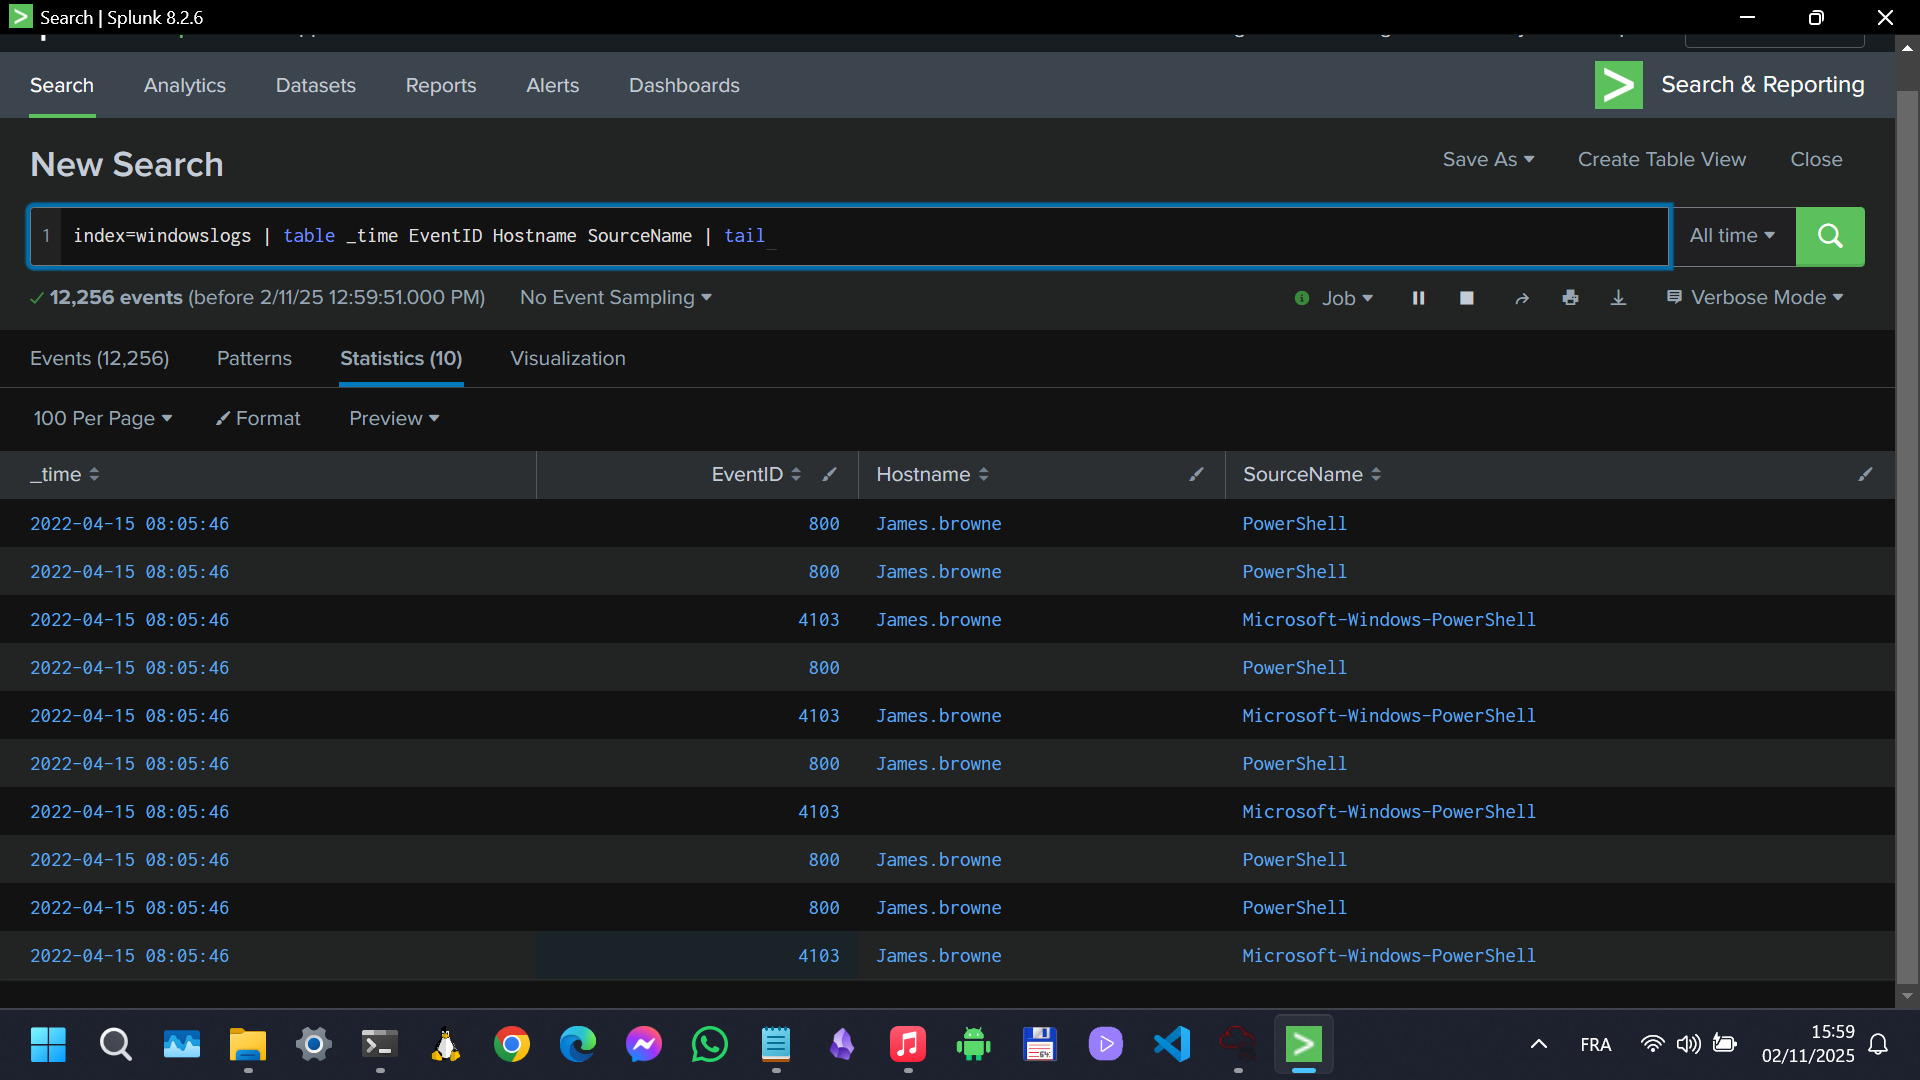 Search | Splunk 8.2.6
Search Analytics Datasets Reports Alerts Dashboards Search & Reporting
New Search Save As Create Table View Close
1 index=windowslogs | table _time EventID Hostname SourceName | tail All time
12,256 events (before 2/11/25 12:59:51.000 PM) No Event Sampling Job Verbose Mode
Events (12,256) Patterns Statistics (10) Visualization
100 Per Page Format Preview
_time EventID Hostname SourceName
2022-04-15 08:05:46 800 James.browne PowerShell
2022-04-15 08:05:46 800 James.browne PowerShell
2022-04-15 08:05:46 4103 James.browne Microsoft-Windows-PowerShell
2022-04-15 08:05:46 800 PowerShell
2022-04-15 08:05:46 4103 James.browne Microsoft-Windows-PowerShell
2022-04-15 08:05:46 800 James.browne PowerShell
2022-04-15 08:05:46 4103 Microsoft-Windows-PowerShell
2022-04-15 08:05:46 800 James.browne PowerShell
2022-04-15 08:05:46 800 James.browne PowerShell
2022-04-15 08:05:46 4103 James.browne Microsoft-Windows-PowerShell
64
FRA
15:59
02/11/2025